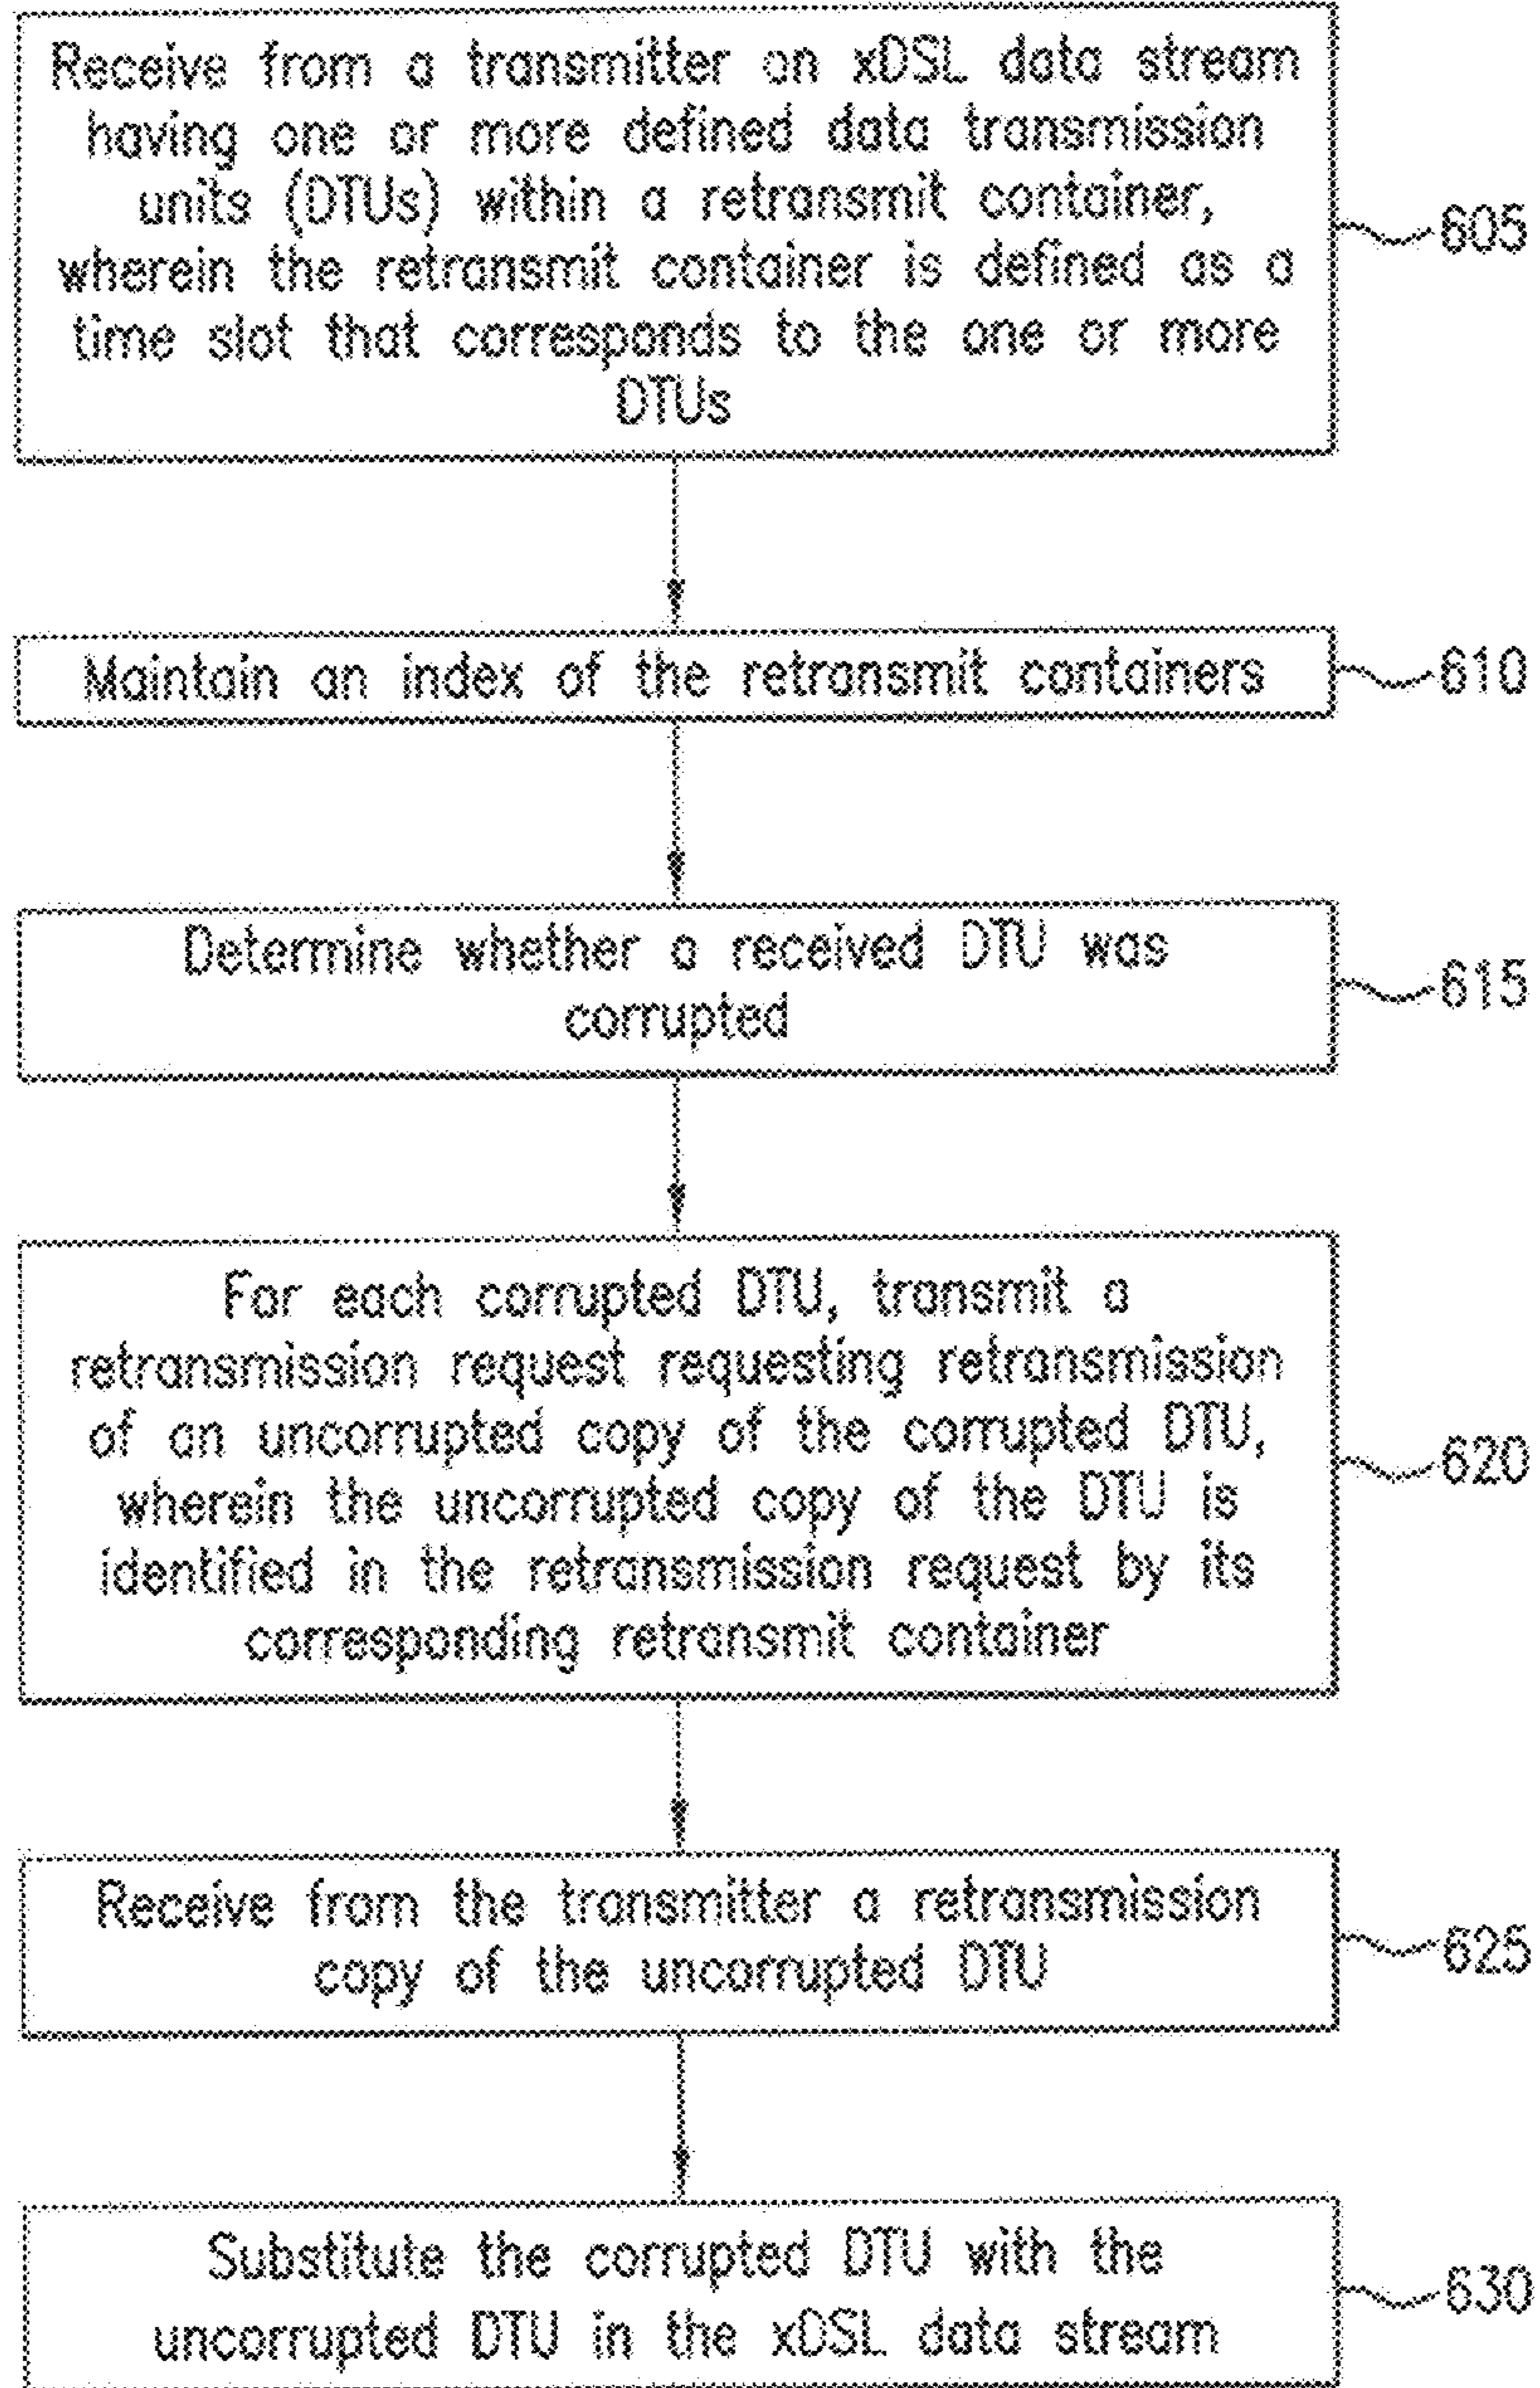 Receive from a transmitter an xDSL data stream
having one or more defined data transmission
units (DTUs) within a retransmit container,
wherein the retransmit container is defined as a
time slot that corresponds to the one or more
DTUs
605
Maintain an index of the retransmit containers
610
Determine whether a received DTU was
corrupted
615
For each corrupted DTU, transmit a
retransmission request requesting retransmission
of an uncorrupted copy of the corrupted DTU,
wherein the uncorrupted copy of the DTU is
identified in the retransmission request by its
corresponding retransmit container
620
Receive from the transmitter a retransmission
copy of the uncorrupted DTU
625
Substitute the corrupted DTU with the
uncorrupted DTU in the xDSL data stream
630